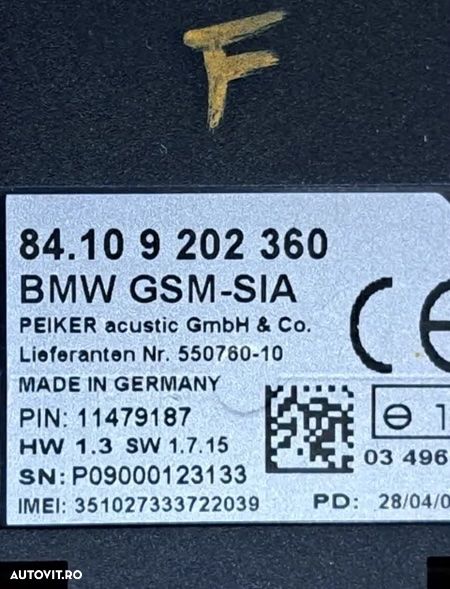 F
84.10 9 202 360
BMW GSM-SIA
PEIKER acustic GmbH & Co.
Lieferanten Nr. 550760-10
MADE IN GERMANY
PIN: 11479187
HW 1.3 SW 1.7.15
SN: P09000123133
IMEI: 351027333722039
CE
1
03 496
PD: 28/04/0
AUTOVIT.RO